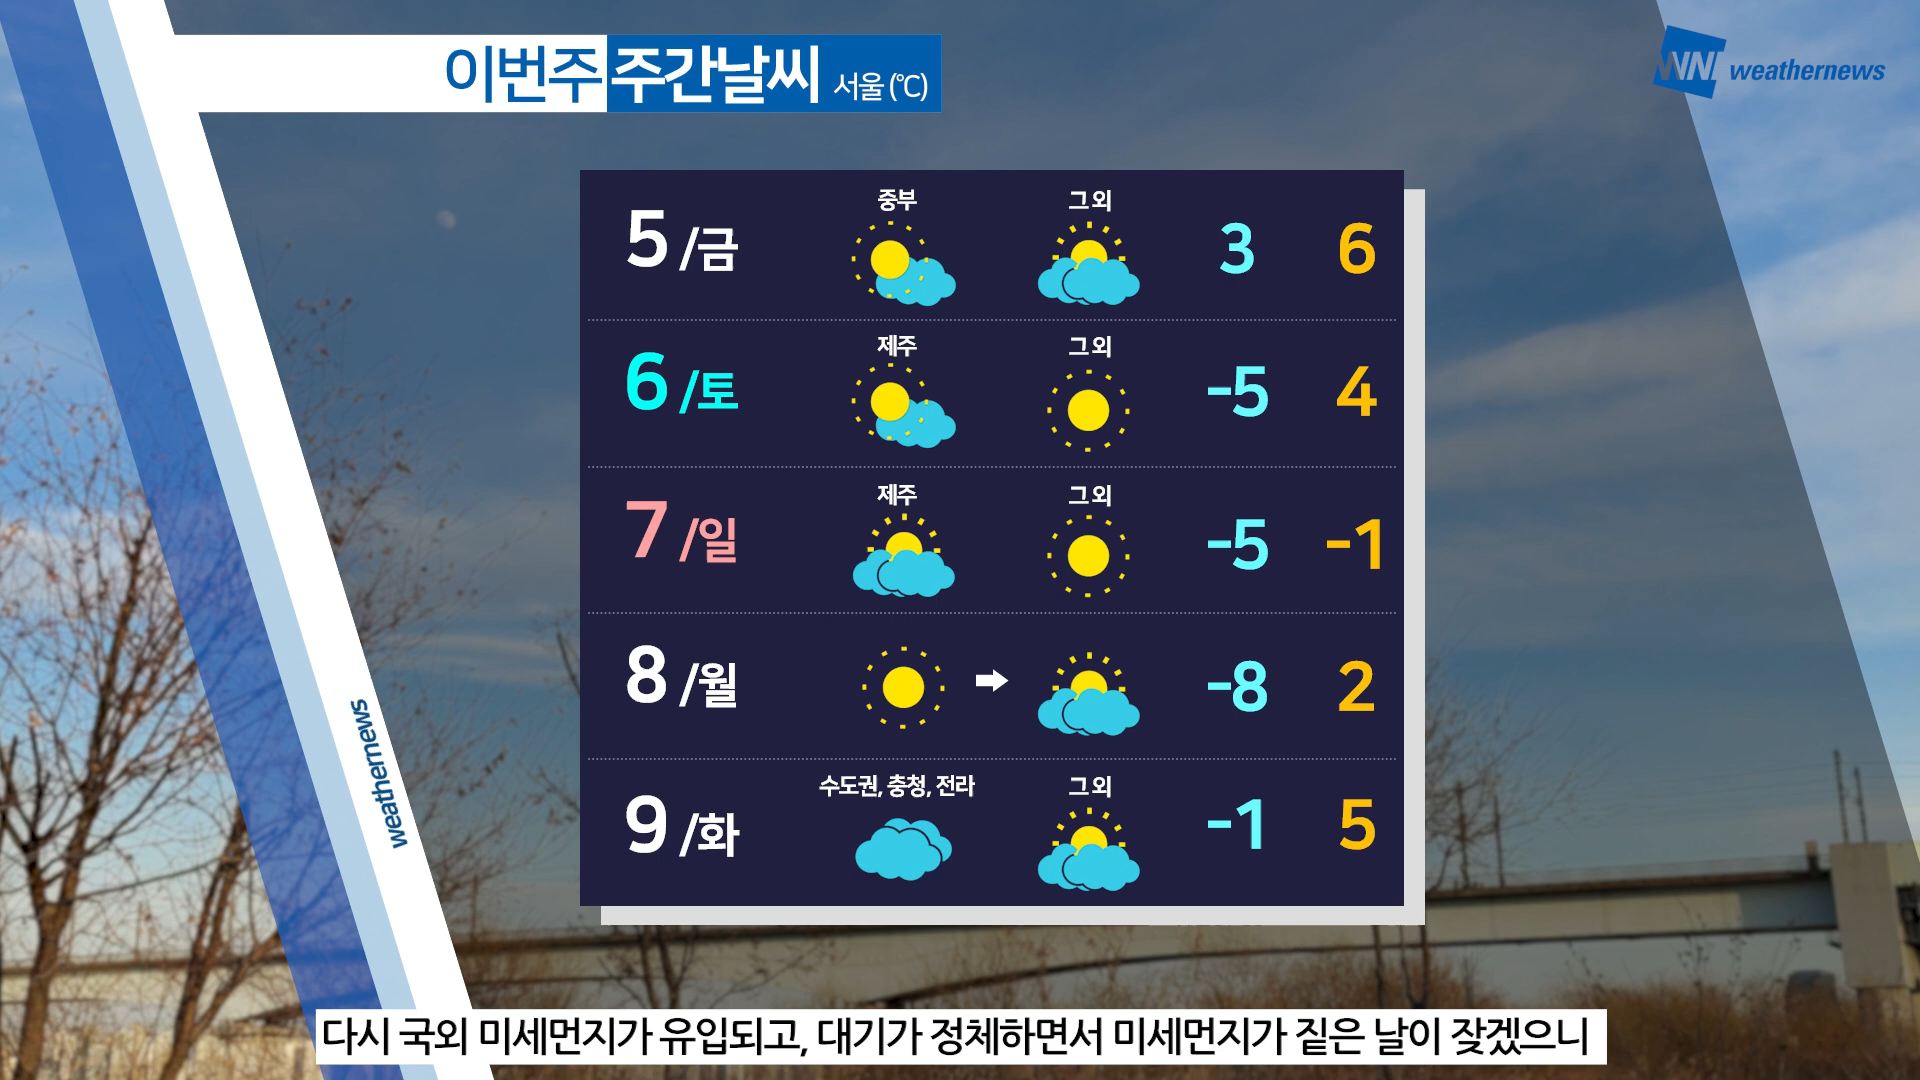 이번주 주간날씨 서울 (℃)
weathernews
중부 그 외
5 /금 3 6
제주 그 외
6 /토 -5 4
제주 그 외
7 /일 -5 -1
8 /월 -8 2
수도권, 충청, 전라 그 외
9 /화 -1 5
weathernews
다시 국외 미세먼지가 유입되고, 대기가 정체하면서 미세먼지가 짙은 날이 잦겠으니